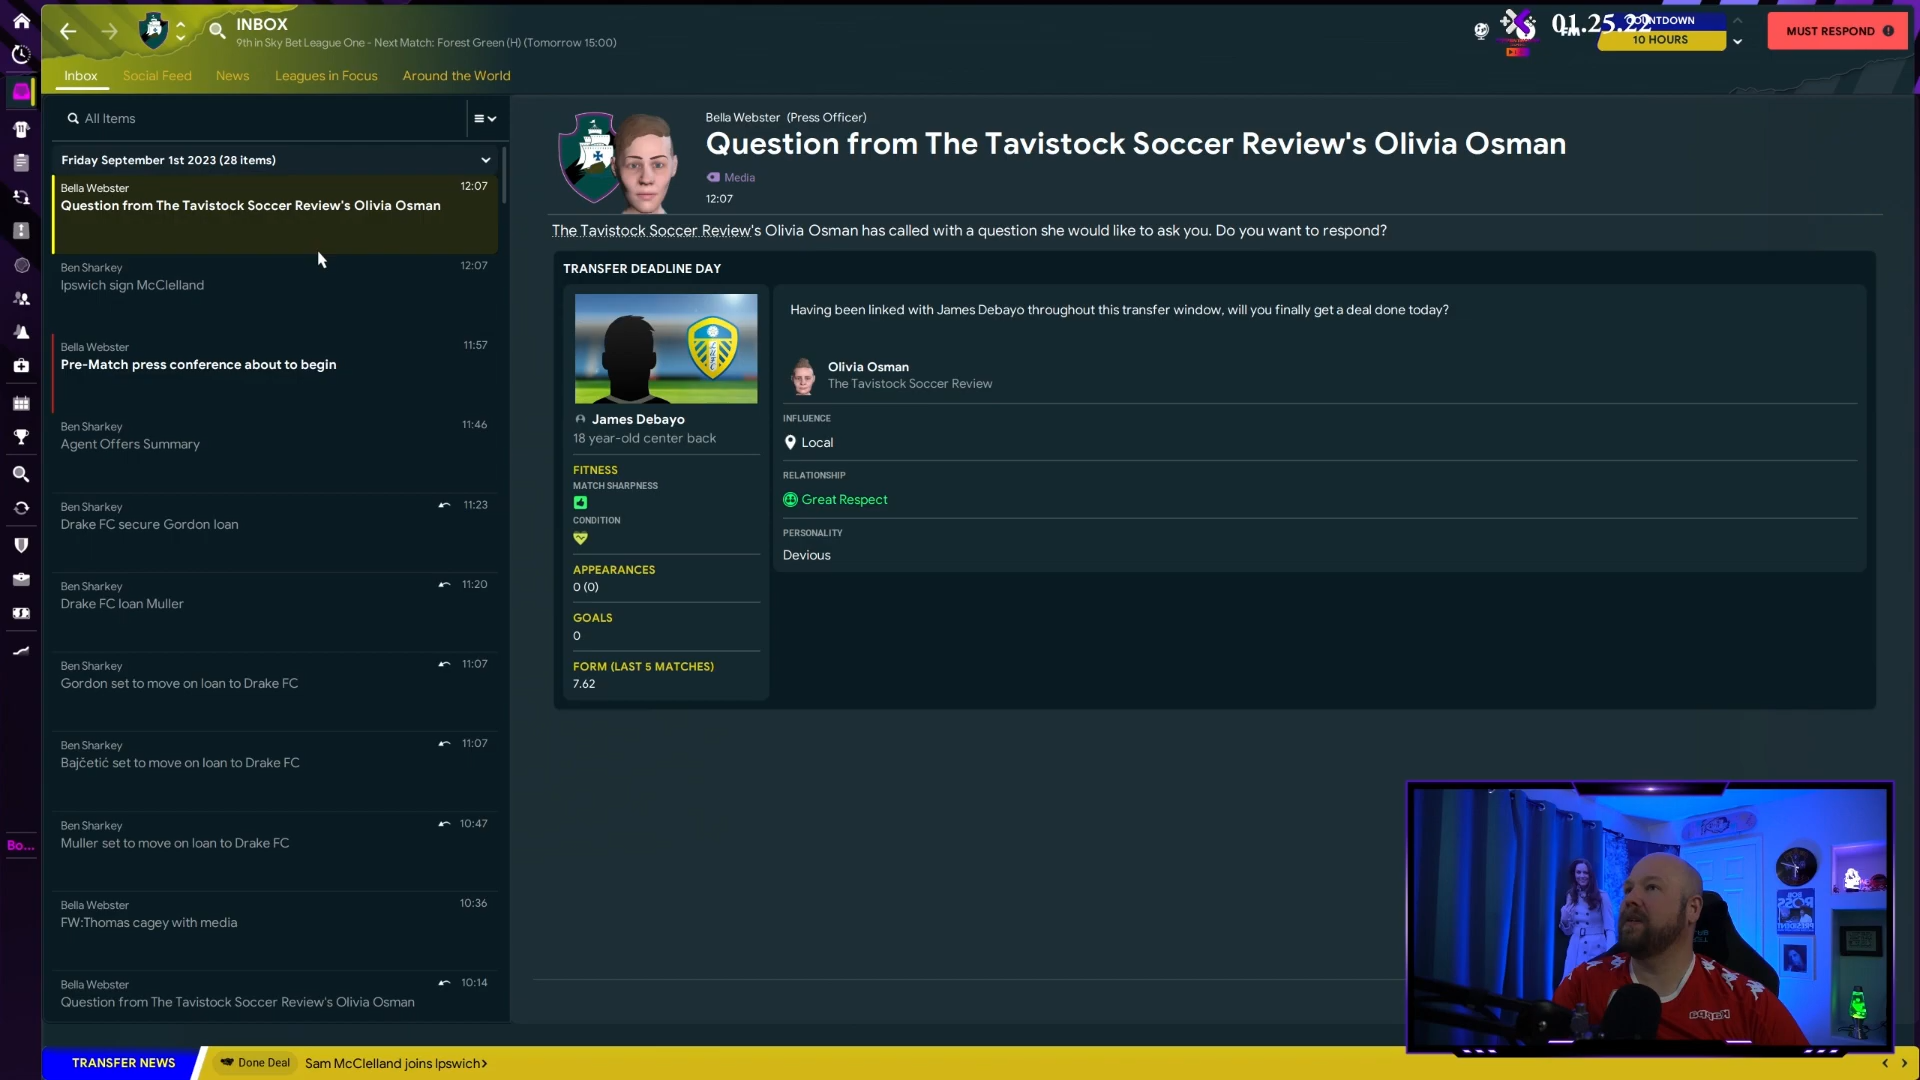 INBOX
9th in Sky Bet League One - Next Match: Forest Green (H) (Tomorrow 15:00)
01.25.22
COUNTDOWN
10 HOURS
MUST RESPOND
Inbox
Social Feed
News
Leagues in Focus
Around the World
All Items
Friday September 1st 2023 (28 items)
Bella Webster 12:07
Question from The Tavistock Soccer Review's Olivia Osman
Ben Sharkey 12:07
Ipswich sign McClelland
Bella Webster 11:57
Pre-Match press conference about to begin
Ben Sharkey 11:46
Agent Offers Summary
Ben Sharkey 11:23
Drake FC secure Gordon loan
Ben Sharkey 11:20
Drake FC loan Muller
Ben Sharkey 11:07
Gordon set to move on loan to Drake FC
Ben Sharkey 11:07
Bajčetić set to move on loan to Drake FC
Ben Sharkey 10:47
Muller set to move on loan to Drake FC
Bella Webster 10:36
FW:Thomas cagey with media
Bella Webster 10:14
Question from The Tavistock Soccer Review's Olivia Osman
Bo...
Bella Webster (Press Officer)
Question from The Tavistock Soccer Review's Olivia Osman
Media
12:07
The Tavistock Soccer Review's Olivia Osman has called with a question she would like to ask you. Do you want to respond?
TRANSFER DEADLINE DAY
James Debayo
18 year-old center back
FITNESS
MATCH SHARPNESS
CONDITION
APPEARANCES
0 (0)
GOALS
0
FORM (LAST 5 MATCHES)
7.62
Having been linked with James Debayo throughout this transfer window, will you finally get a deal done today?
Olivia Osman
The Tavistock Soccer Review
INFLUENCE
Local
RELATIONSHIP
Great Respect
PERSONALITY
Devious
BOB
ROSS
PRESIDENT
Kappa
TRANSFER NEWS
Done Deal
Sam McClelland joins Ipswich>